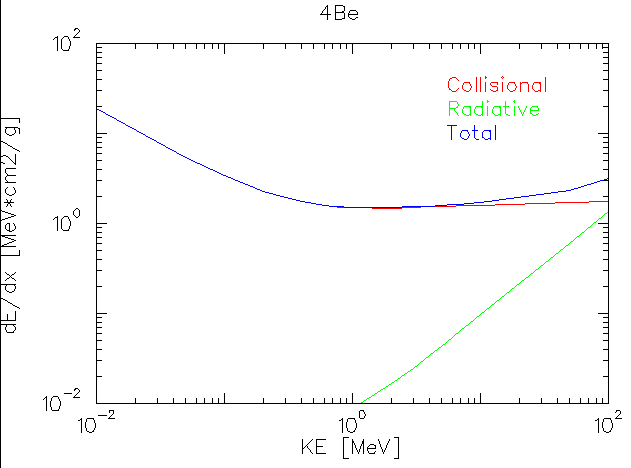 4Be
10²
Collisional
Radiative
Total
dE/dx [MeV*cm2/g]
10⁰
10⁻²
10⁻² 10⁰ 10²
KE [MeV]